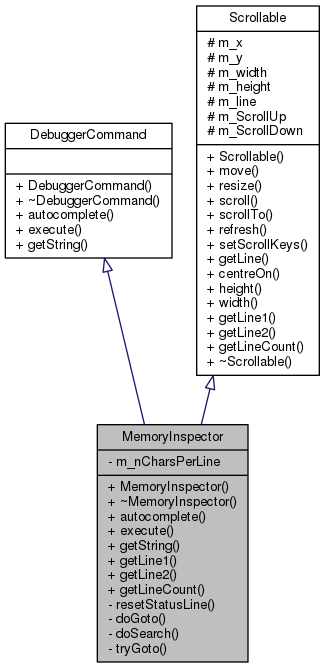 Scrollable
# m_x
# m_y
# m_width
# m_height
# m_line
# m_ScrollUp
# m_ScrollDown
+ Scrollable()
+ move()
+ resize()
+ scroll()
+ scrollTo()
+ refresh()
+ setScrollKeys()
+ getLine()
+ centreOn()
+ height()
+ width()
+ getLine1()
+ getLine2()
+ getLineCount()
+ ~Scrollable()
DebuggerCommand
+ DebuggerCommand()
+ ~DebuggerCommand()
+ autocomplete()
+ execute()
+ getString()
MemoryInspector
- m_nCharsPerLine
+ MemoryInspector()
+ ~MemoryInspector()
+ autocomplete()
+ execute()
+ getString()
+ getLine1()
+ getLine2()
+ getLineCount()
- resetStatusLine()
- doGoto()
- doSearch()
- tryGoto()